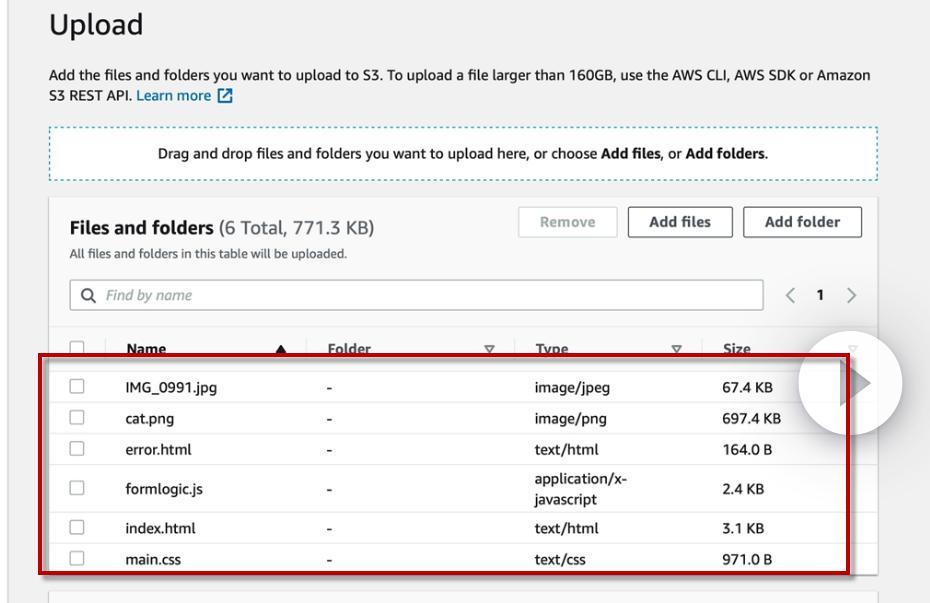 Upload
Add the files and folders you want to upload to S3. To upload a file larger than 160GB, use the AWS CLI, AWS SDK or Amazon
S3 REST API. Learn more
Drag and drop files and folders you want to upload here, or choose Add files, or Add folders.
Files and folders (6 Total, 771.3 KB)
Remove Add files Add folder
All files and folders in this table will be uploaded.
Find by name
1
Name Folder Type Size
IMG_0991.jpg - image/jpeg 67.4 KB
cat.png - image/png 697.4 KB
error.html - text/html 164.0 B
formlogic.js - application/x-
javascript 2.4 KB
index.html - text/html 3.1 KB
main.css - text/css 971.0 B